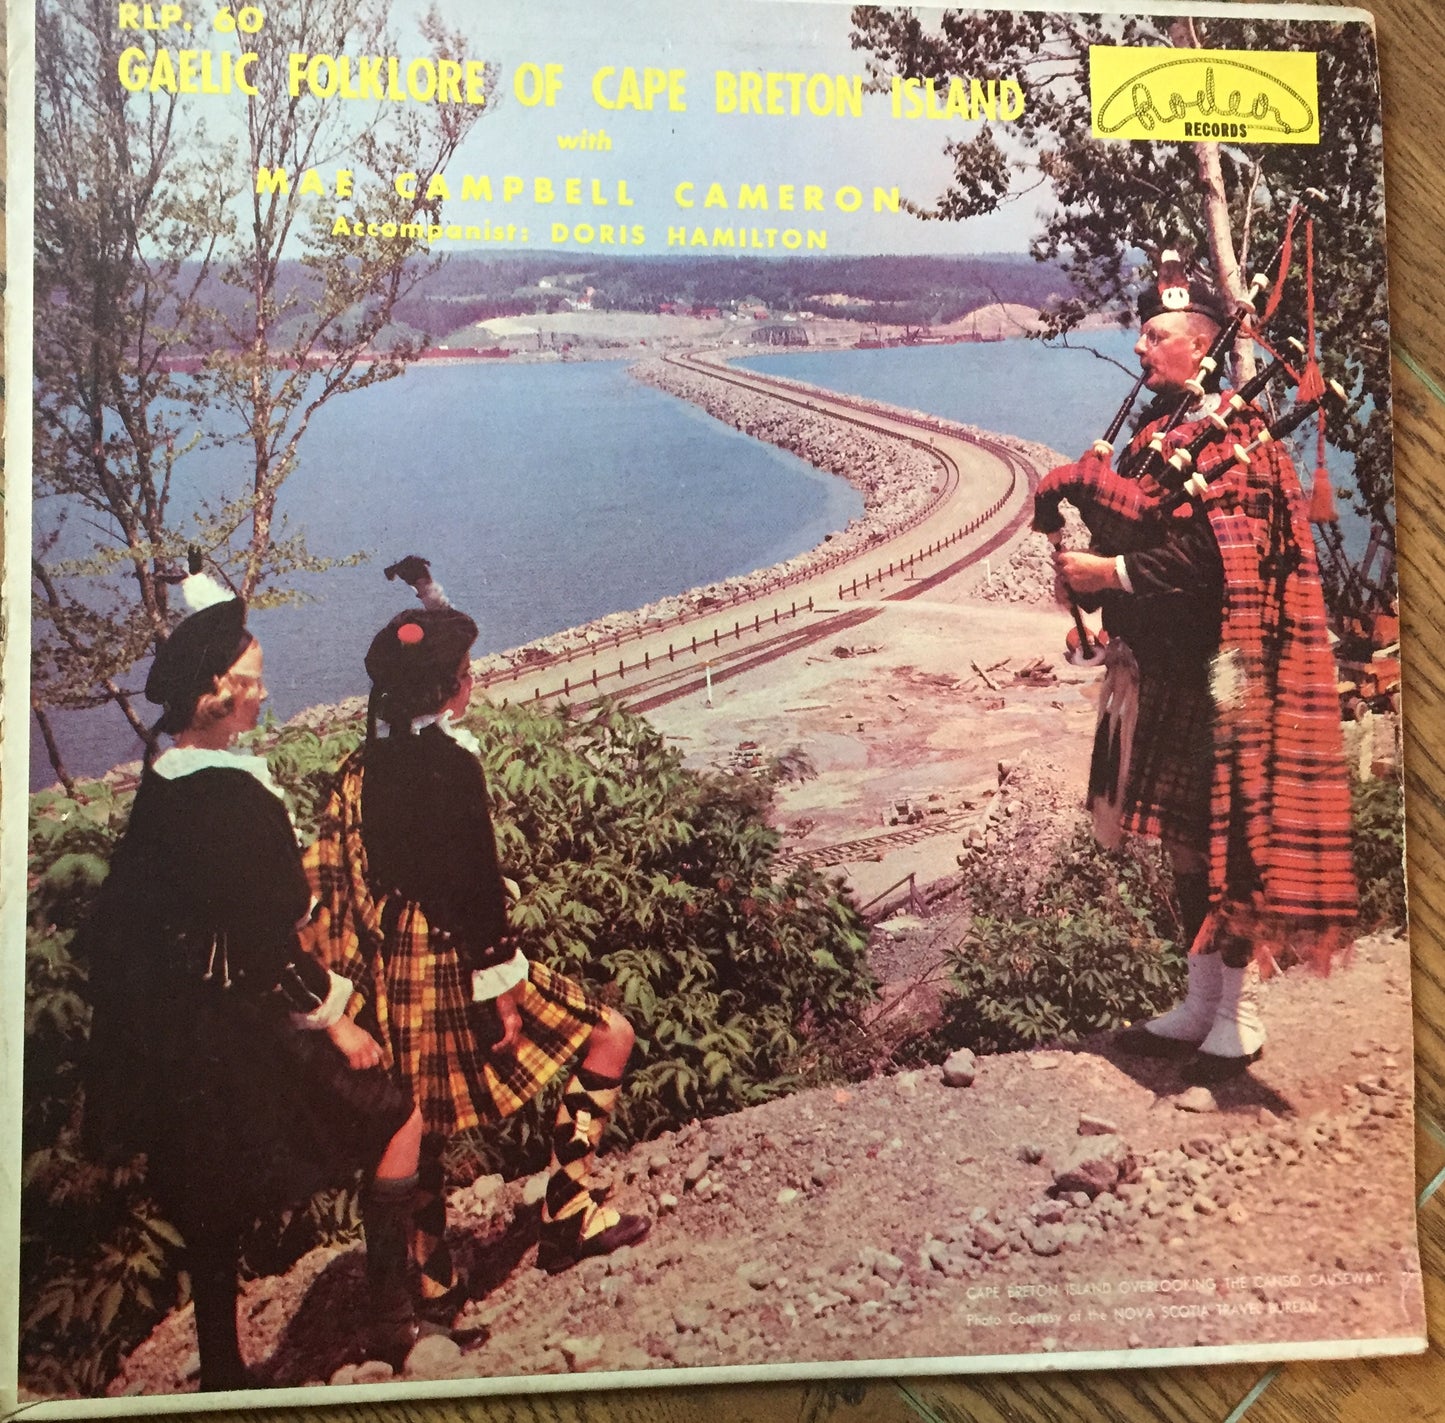 RLP. 60
GAELIC FOLKLORE OF CAPE BRETON ISLAND
with
MAE CAMPBELL CAMERON
Accompanist: DORIS HAMILTON
Rodeo
RECORDS
CAPE BRETON ISLAND OVERLOOKING THE CANSO CAUSEWAY.
Photo Courtesy of the NOVA SCOTIA TRAVEL BUREAU.